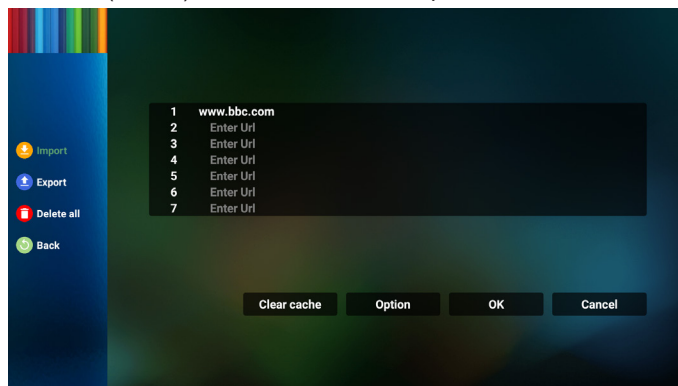 Import
Export
Delete all
Back
1 www.bbc.com
2 Enter Url
3 Enter Url
4 Enter Url
5 Enter Url
6 Enter Url
7 Enter Url
Clear cache
Option
OK
Cancel